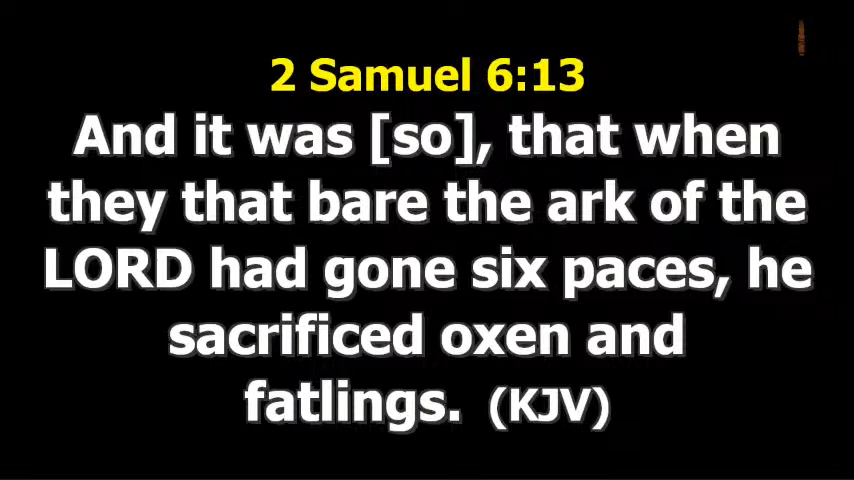 2 Samuel 6:13
And it was [so], that when
they that bare the ark of the
LORD had gone six paces, he
sacrificed oxen and
fatlings. (KJV)